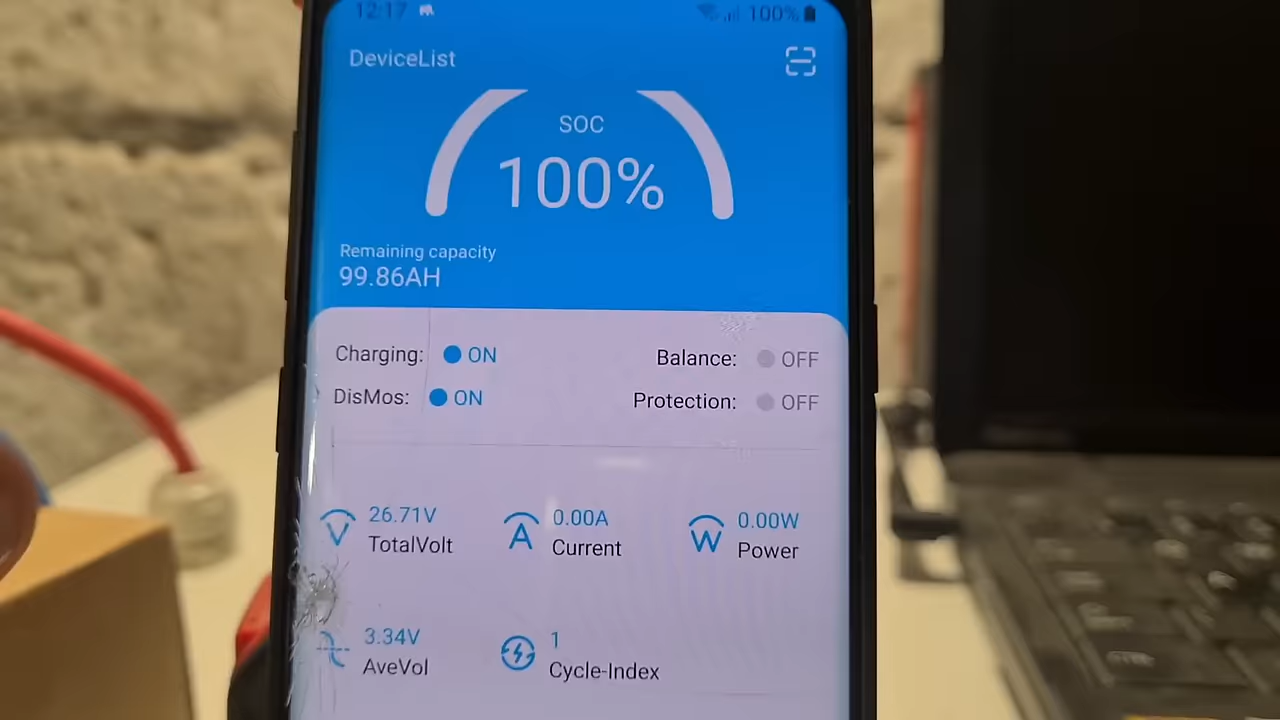 12:17 100%
DeviceList
SOC
100%
Remaining capacity
99.86AH
Charging: ON Balance: OFF
DisMos: ON Protection: OFF
26.71V 0.00A 0.00W
TotalVolt Current Power
3.34V 1
AveVol Cycle-Index